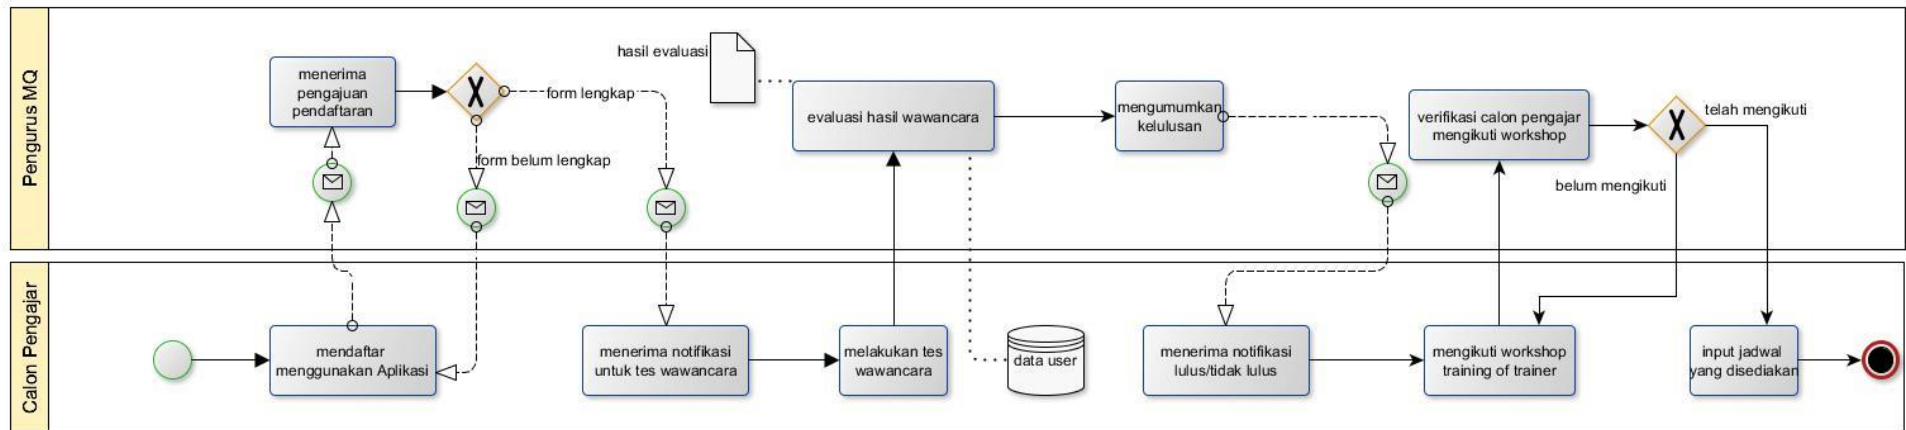 Pengurus MQ
menerima
pengajuan
pendaftaran
form lengkap
form belum lengkap
hasil evaluasi
evaluasi hasil wawancara
mengumumkan
kelulusan
verifikasi calon pengajar
mengikuti workshop
telah mengikuti
belum mengikuti
Calon Pengajar
mendaftar
menggunakan Aplikasi
menerima notifikasi
untuk tes wawancara
melakukan tes
wawancara
data user
menerima notifikasi
lulus/tidak lulus
mengikuti workshop
training of trainer
input jadwal
yang disediakan